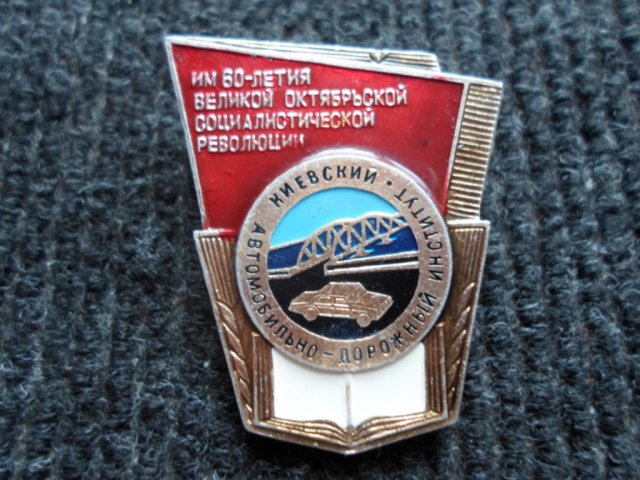 ИМ 60-ЛЕТИЯ
ВЕЛИКОЙ ОКТЯБРЬСКОЙ
СОЦИАЛИСТИЧЕСКОЙ
РЕВОЛЮЦИИ
КИЕВСКИЙ •
АВТОМОБИЛЬНО - ДОРОЖНЫЙ ИНСТИТУТ